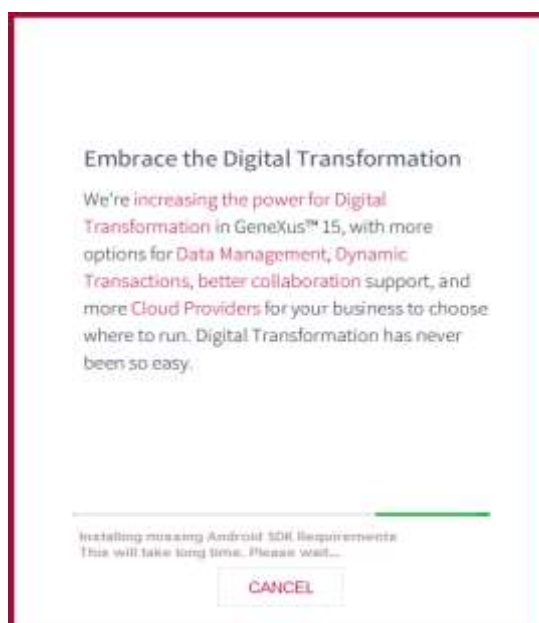 Embrace the Digital Transformation
We're increasing the power for Digital
Transformation in GeneXus™ 15, with more
options for Data Management, Dynamic
Transactions, better collaboration support, and
more Cloud Providers for your business to choose
where to run. Digital Transformation has never
been so easy.
Installing missing Android SDK Requirements
This will take long time. Please wait...
CANCEL